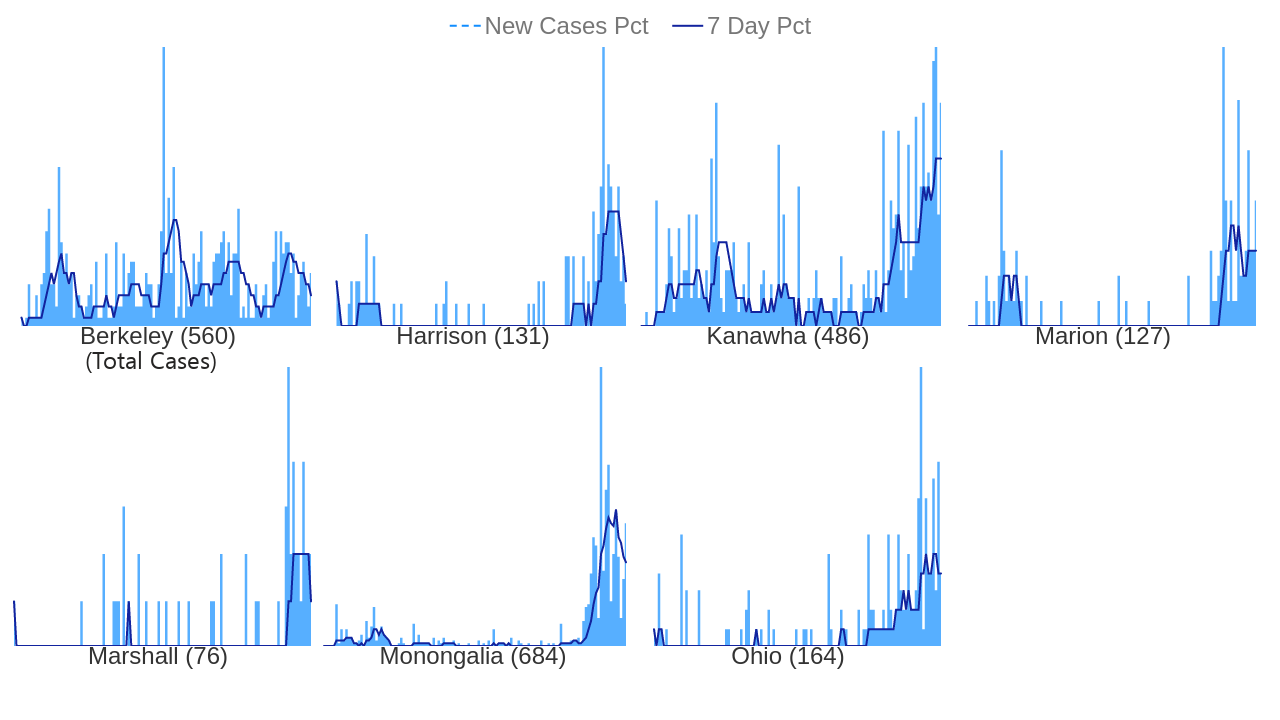 New Cases Pct 7 Day Pct
Berkeley (560) Harrison (131) Kanawha (486) Marion (127)
(Total Cases)
Marshall (76) Monongalia (684) Ohio (164)